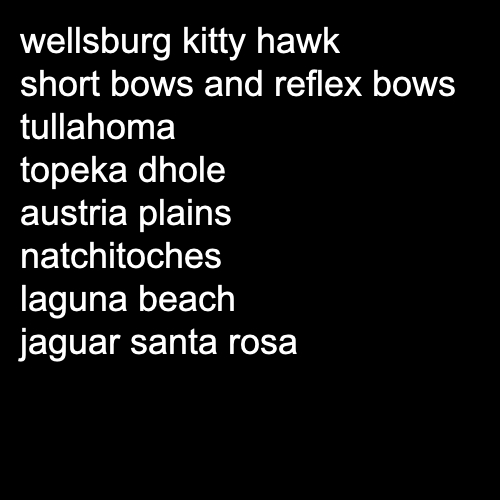 wellsburg kitty hawk
short bows and reflex bows
tullahoma
topeka dhole
austria plains
natchitoches
laguna beach
jaguar santa rosa